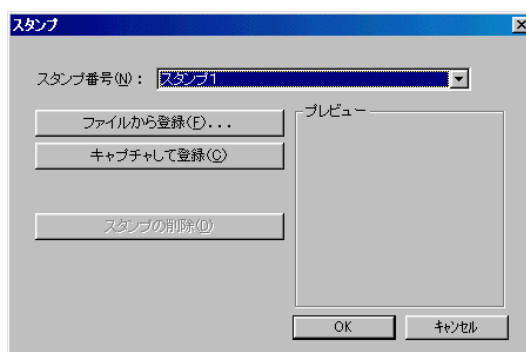 スタンプ
スタンプ番号(N)： スタンプ1
ファイルから登録(F)...
プレビュー
キャプチャして登録(C)
スタンプの削除(D)
OK
キャンセル